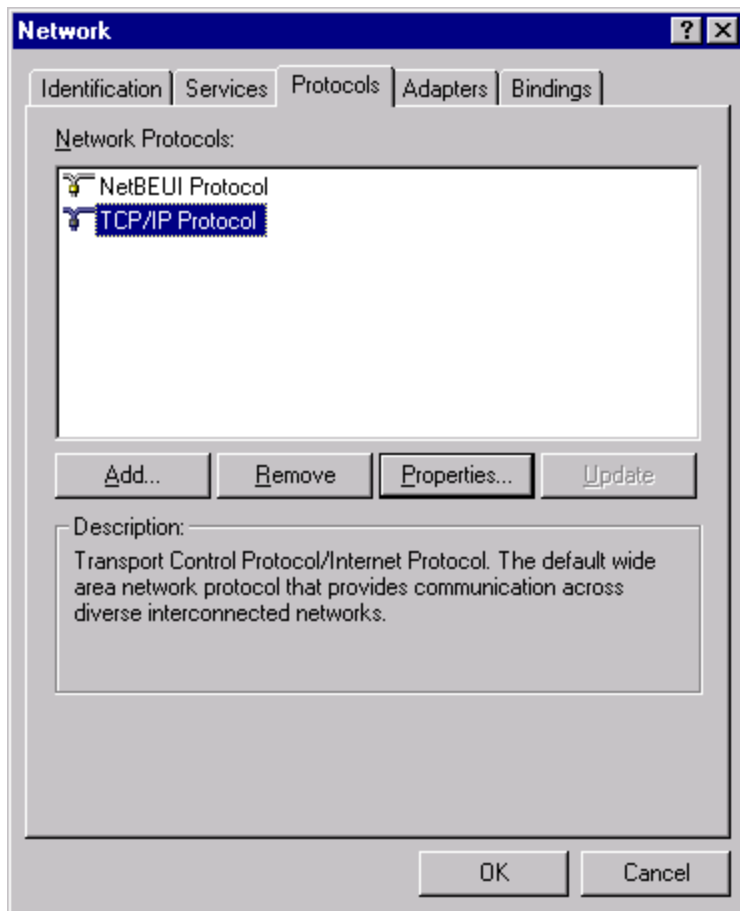 Network
Identification Services Protocols Adapters Bindings
Network Protocols:
NetBEUI Protocol
TCP/IP Protocol
Add... Remove Properties... Update
Description:
Transport Control Protocol/Internet Protocol. The default wide
area network protocol that provides communication across
diverse interconnected networks.
OK Cancel